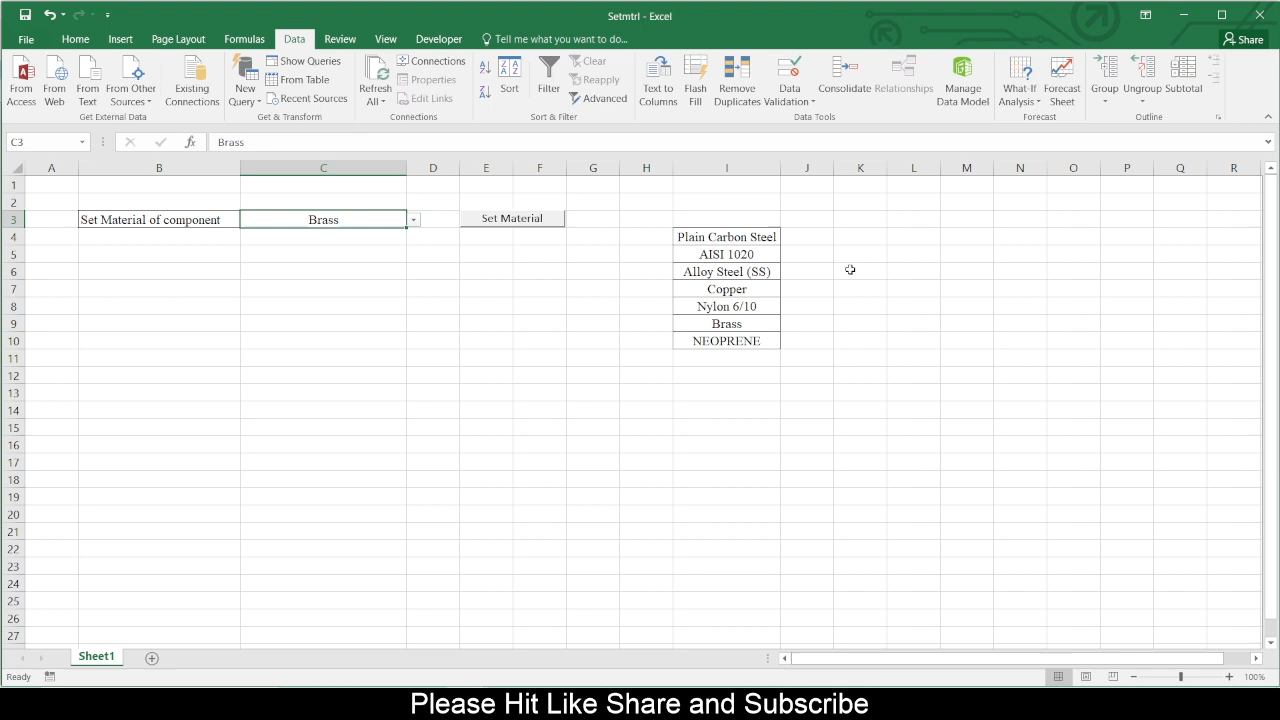 Setmtrl - Excel
File Home Insert Page Layout Formulas Data Review View Developer Tell me what you want to do... Share
From Access
From Web
From Text
From Other Sources
Get External Data
Existing Connections
New Query
Show Queries
From Table
Recent Sources
Get & Transform
Refresh All
Connections
Properties
Edit Links
Connections
Sort
Filter
Clear
Reapply
Advanced
Sort & Filter
Text to Columns
Flash Fill
Remove Duplicates
Data Validation
Consolidate
Relationships
Manage Data Model
Data Tools
What-If Analysis
Forecast Sheet
Forecast
Group
Ungroup
Subtotal
Outline
C3 fx Brass
A B C D E F G H I J K L M N O P Q R
1
2
3 Set Material of component Brass Set Material
4 Plain Carbon Steel
5 AISI 1020
6 Alloy Steel (SS)
7 Copper
8 Nylon 6/10
9 Brass
10 NEOPRENE
11
12
13
14
15
16
17
18
19
20
21
22
23
24
25
26
27
Sheet1
Ready 100%
Please Hit Like Share and Subscribe